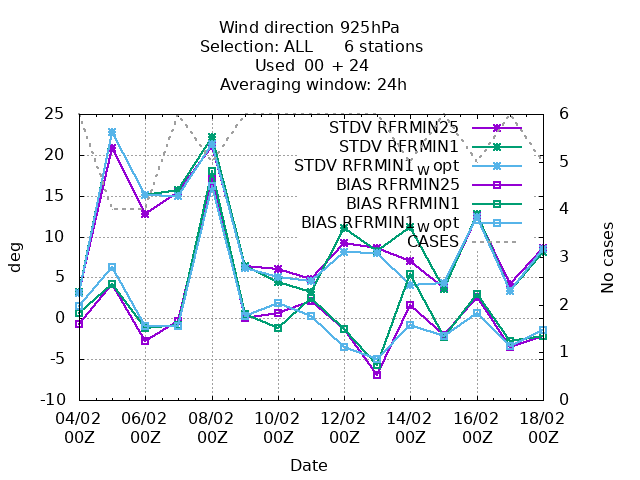 Wind direction 925hPa
Selection: ALL      6 stations
Used  00 + 24
Averaging window: 24h
25
20
15
10
5
0
-5
-10
deg
6
5
4
3
2
1
0
No cases
STDV RFRMIN25
STDV RFRMIN1
STDV RFRMIN1_W opt
BIAS RFRMIN25
BIAS RFRMIN1
BIAS RFRMIN1_W opt
CASES
04/02 06/02 08/02 10/02 12/02 14/02 16/02 18/02
00Z 00Z 00Z 00Z 00Z 00Z 00Z 00Z
Date